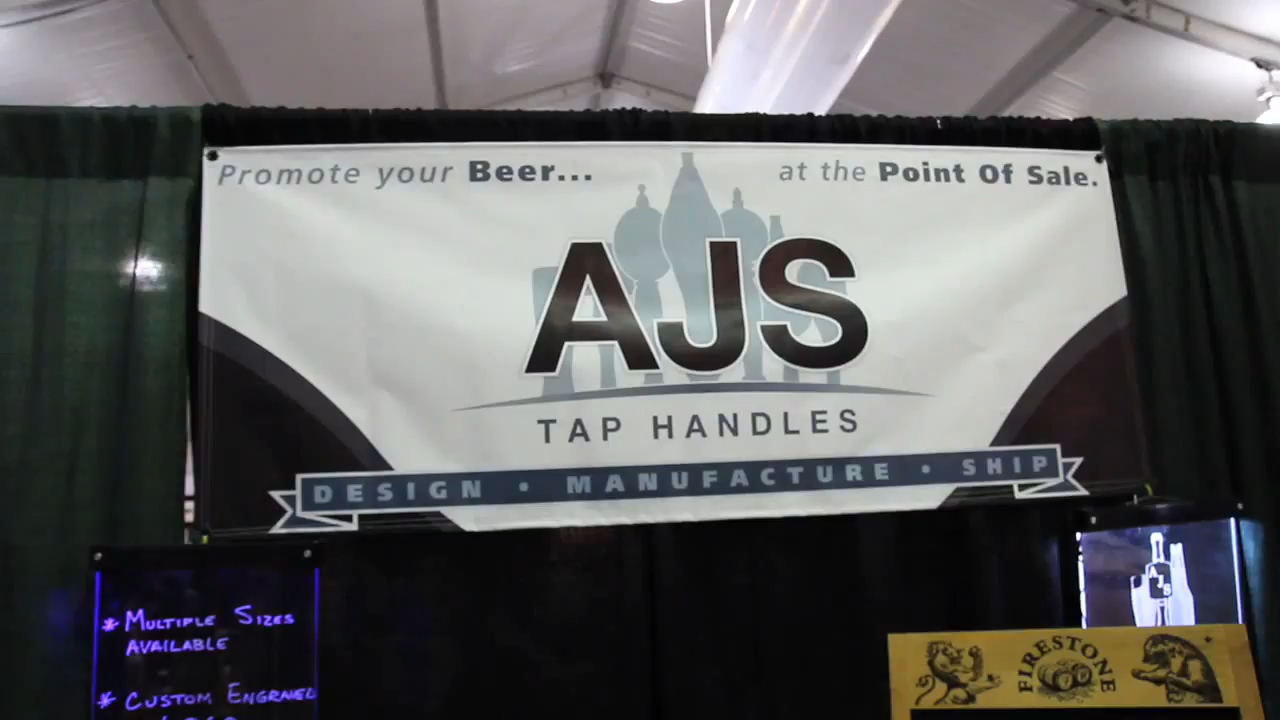 Promote your Beer... at the Point Of Sale.
AJS
TAP HANDLES
DESIGN • MANUFACTURE • SHIP
* MULTIPLE SIZES
AVAILABLE
* CUSTOM ENGRAVED
AJS
FIRESTONE